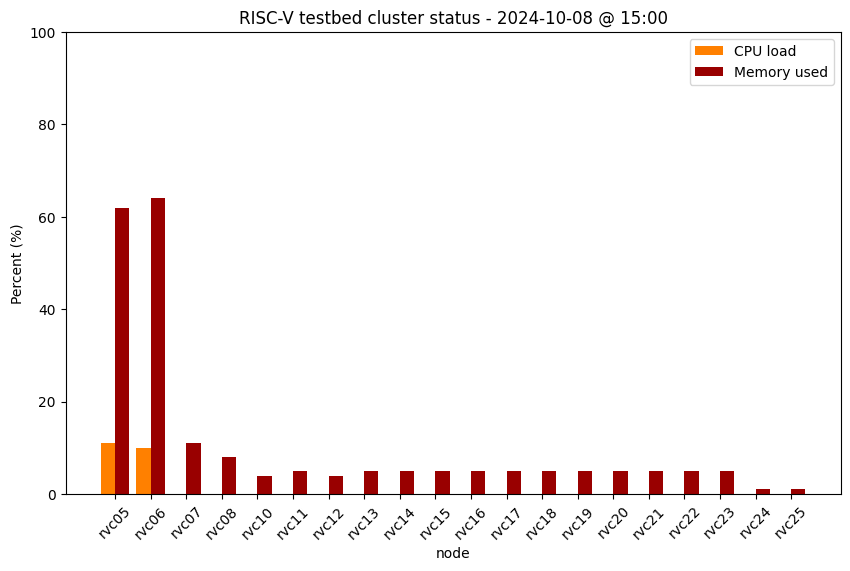 RISC-V testbed cluster status - 2024-10-08 @ 15:00
CPU load
Memory used
Percent (%)
100
80
60
40
20
0
rvc05 rvc06 rvc07 rvc08 rvc10 rvc11 rvc12 rvc13 rvc14 rvc15 rvc16 rvc17 rvc18 rvc19 rvc20 rvc21 rvc22 rvc23 rvc24 rvc25
node